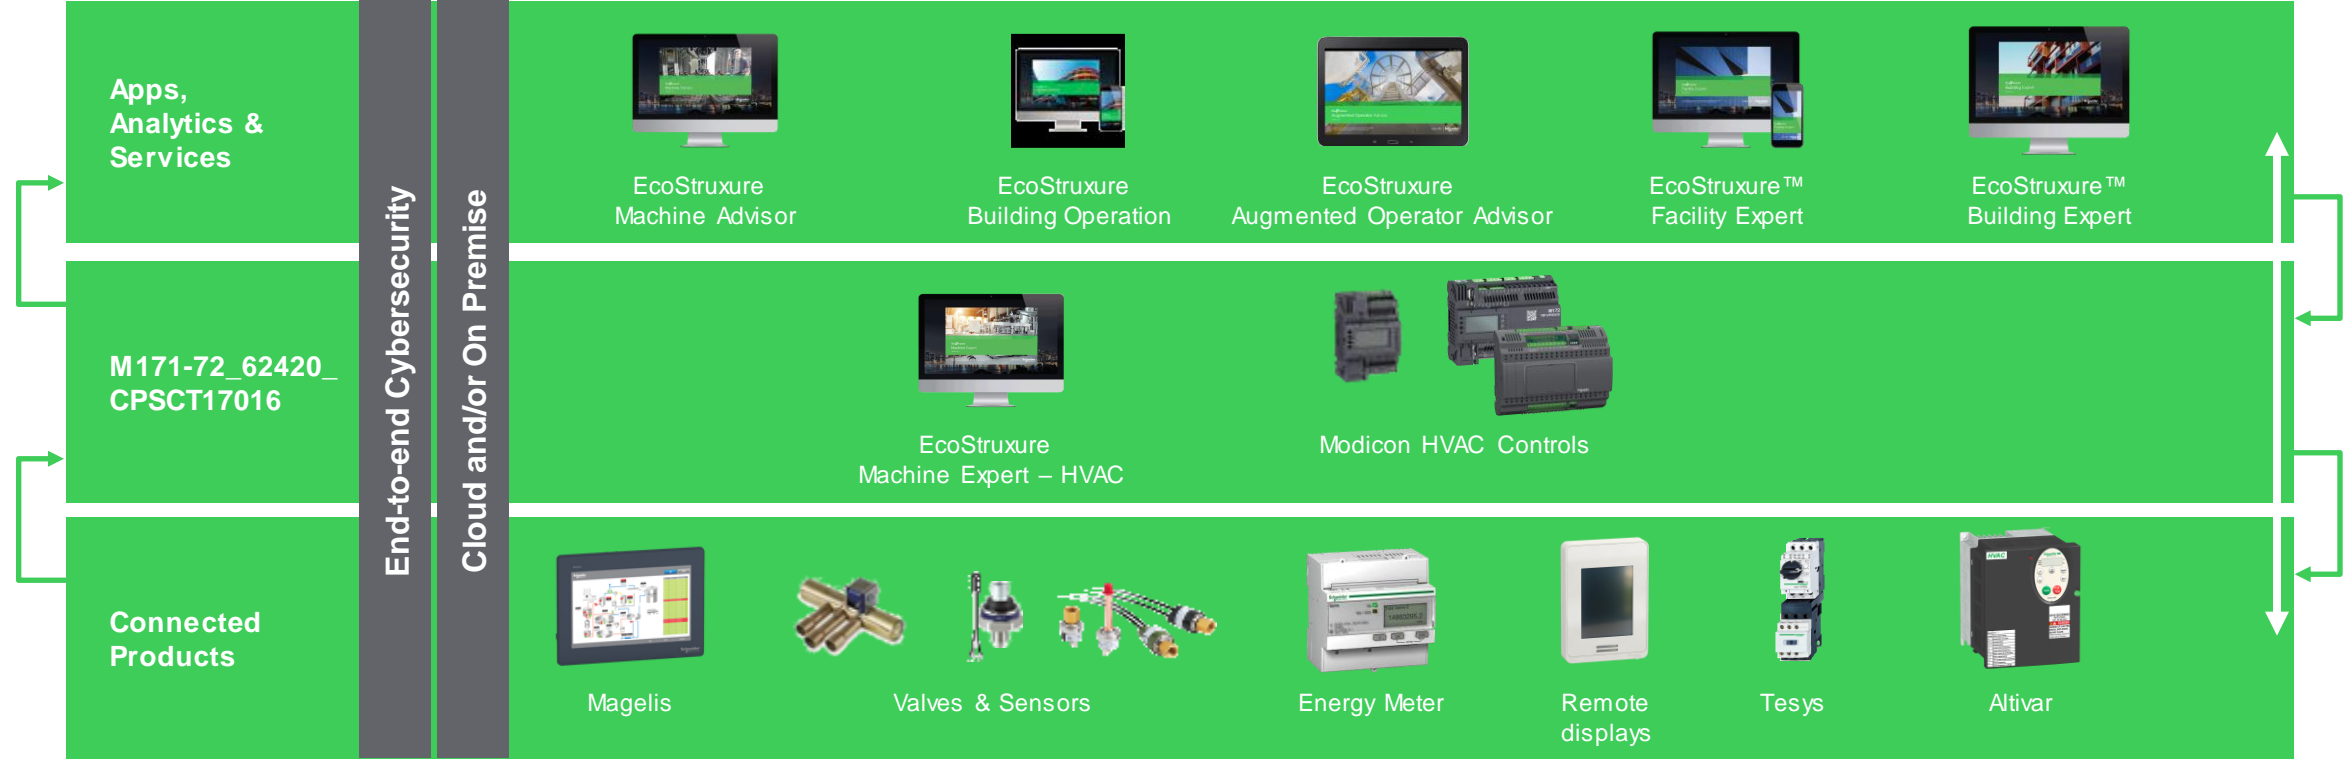 Apps,
Analytics &
Services
EcoStruxure
Machine Advisor
EcoStruxure
Building Operation
EcoStruxure
Augmented Operator Advisor
EcoStruxure™
Facility Expert
EcoStruxure™
Building Expert
End-to-end Cybersecurity
Cloud and/or On Premise
M171-72_62420_
CPSCT17016
EcoStruxure
Machine Expert – HVAC
Modicon HVAC Controls
Connected
Products
HVAC
Magelis
Valves & Sensors
Energy Meter
Remote
displays
Tesys
Altivar